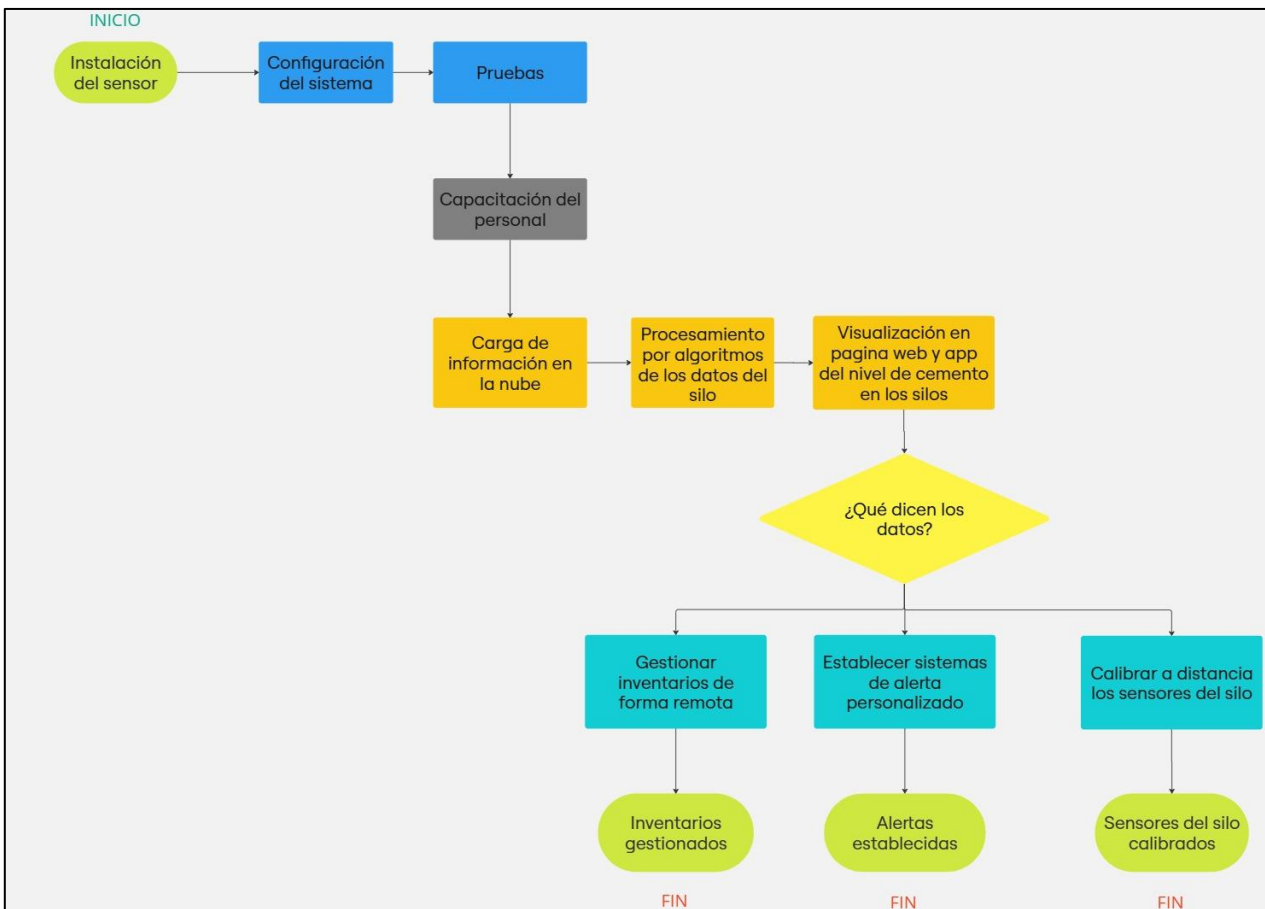 INICIO
Instalación
del sensor
Configuración
del sistema
Pruebas
Capacitación del
personal
Carga de
información en
la nube
Procesamiento
por algoritmos
de los datos del
silo
Visualización en
pagina web y app
del nivel de cemento
en los silos
¿Qué dicen los
datos?
Gestionar
inventarios de
forma remota
Establecer sistemas
de alerta
personalizado
Calibrar a distancia
los sensores del silo
Inventarios
gestionados
Alertas
establecidas
Sensores del silo
calibrados
FIN
FIN
FIN